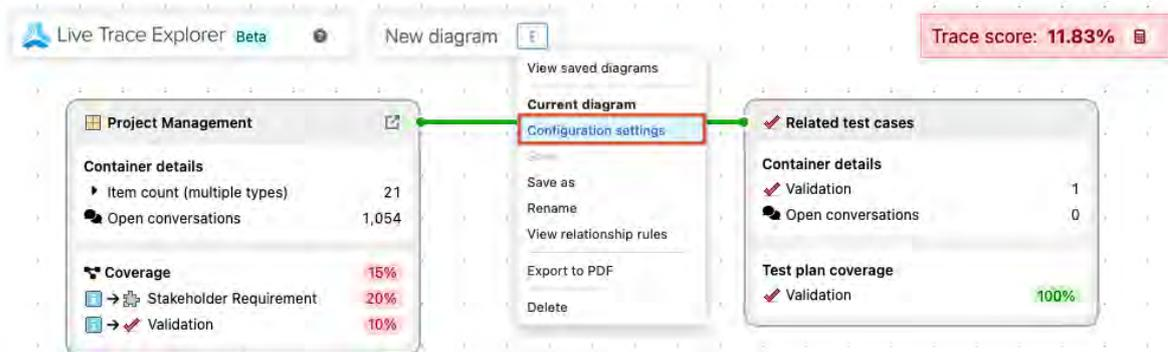 Live Trace Explorer Beta
New diagram
Trace score: 11.83%
View saved diagrams
Current diagram
Configuration settings
Save
Save as
Rename
View relationship rules
Export to PDF
Delete
Project Management
Container details
Item count (multiple types) 21
Open conversations 1,054
Coverage 15%
Stakeholder Requirement 20%
Validation 10%
Related test cases
Container details
Validation 1
Open conversations 0
Test plan coverage
Validation 100%